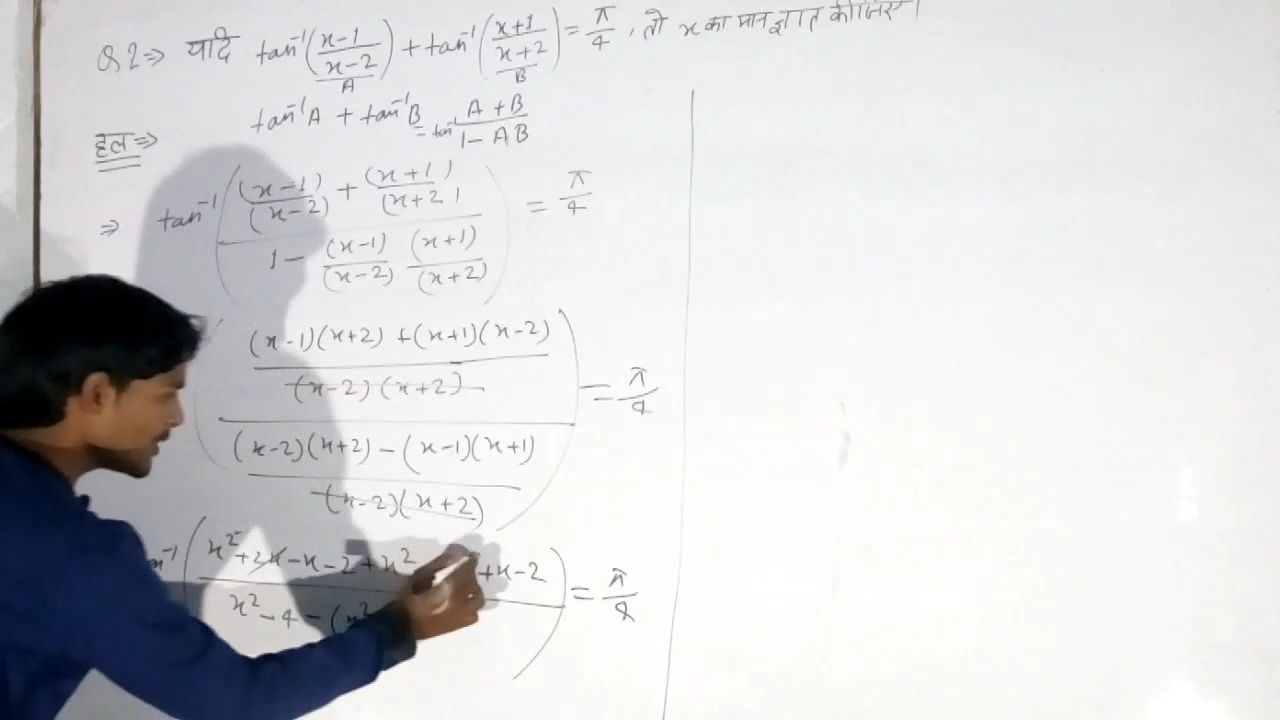 Q 2 ⇒ यदि tan⁻¹((x-1)/(x-2)) + tan⁻¹((x+1)/(x+2)) = π/4, तो x का मान ज्ञात कीजिए।
A B
हल ⇒ tan⁻¹A + tan⁻¹B = tan⁻¹ (A + B)/(1 - AB)
⇒ tan⁻¹(((x-1)/(x-2) + (x+1)/(x+2))/(1 - (x-1)/(x-2) (x+1)/(x+2))) = π/4
(((x-1)(x+2) + (x+1)(x-2))/((x-2)(x+2)))/(((x-2)(x+2) - (x-1)(x+1))/((x-2)(x+2))) = π/4
(x² + 2x - x - 2 + x² + x - 2)/(x² - 4 - (x² = π/4